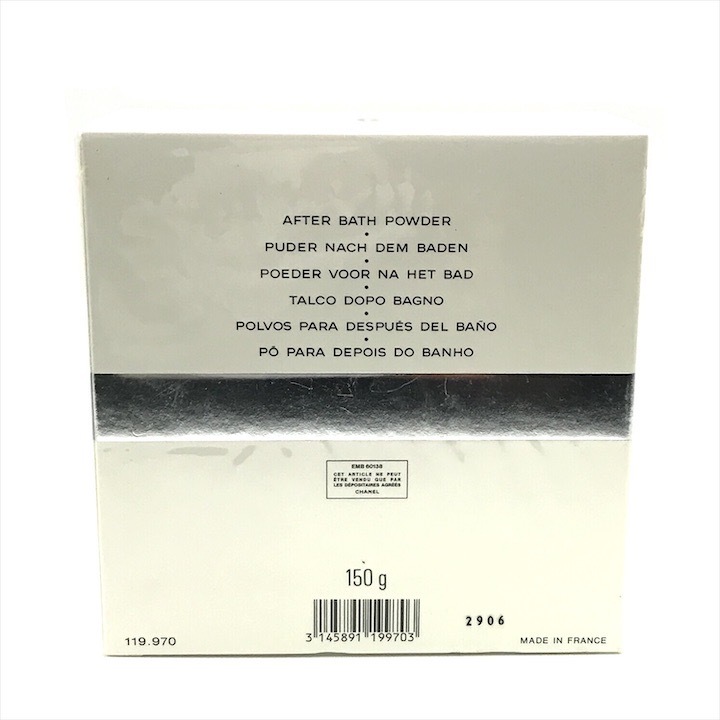 AFTER BATH POWDER
•
PUDER NACH DEM BADEN
•
POEDER VOOR NA HET BAD
•
TALCO DOPO BAGNO
•
POLVOS PARA DESPUÉS DEL BAÑO
•
PÓ PARA DEPOIS DO BANHO
EMB 60138
CET ARTICLE NE PEUT
ÊTRE VENDU QUE PAR
LES DÉPOSITAIRES AGRÉÉS
CHANEL
150 g
3 145891 199703
2906
119.970
MADE IN FRANCE